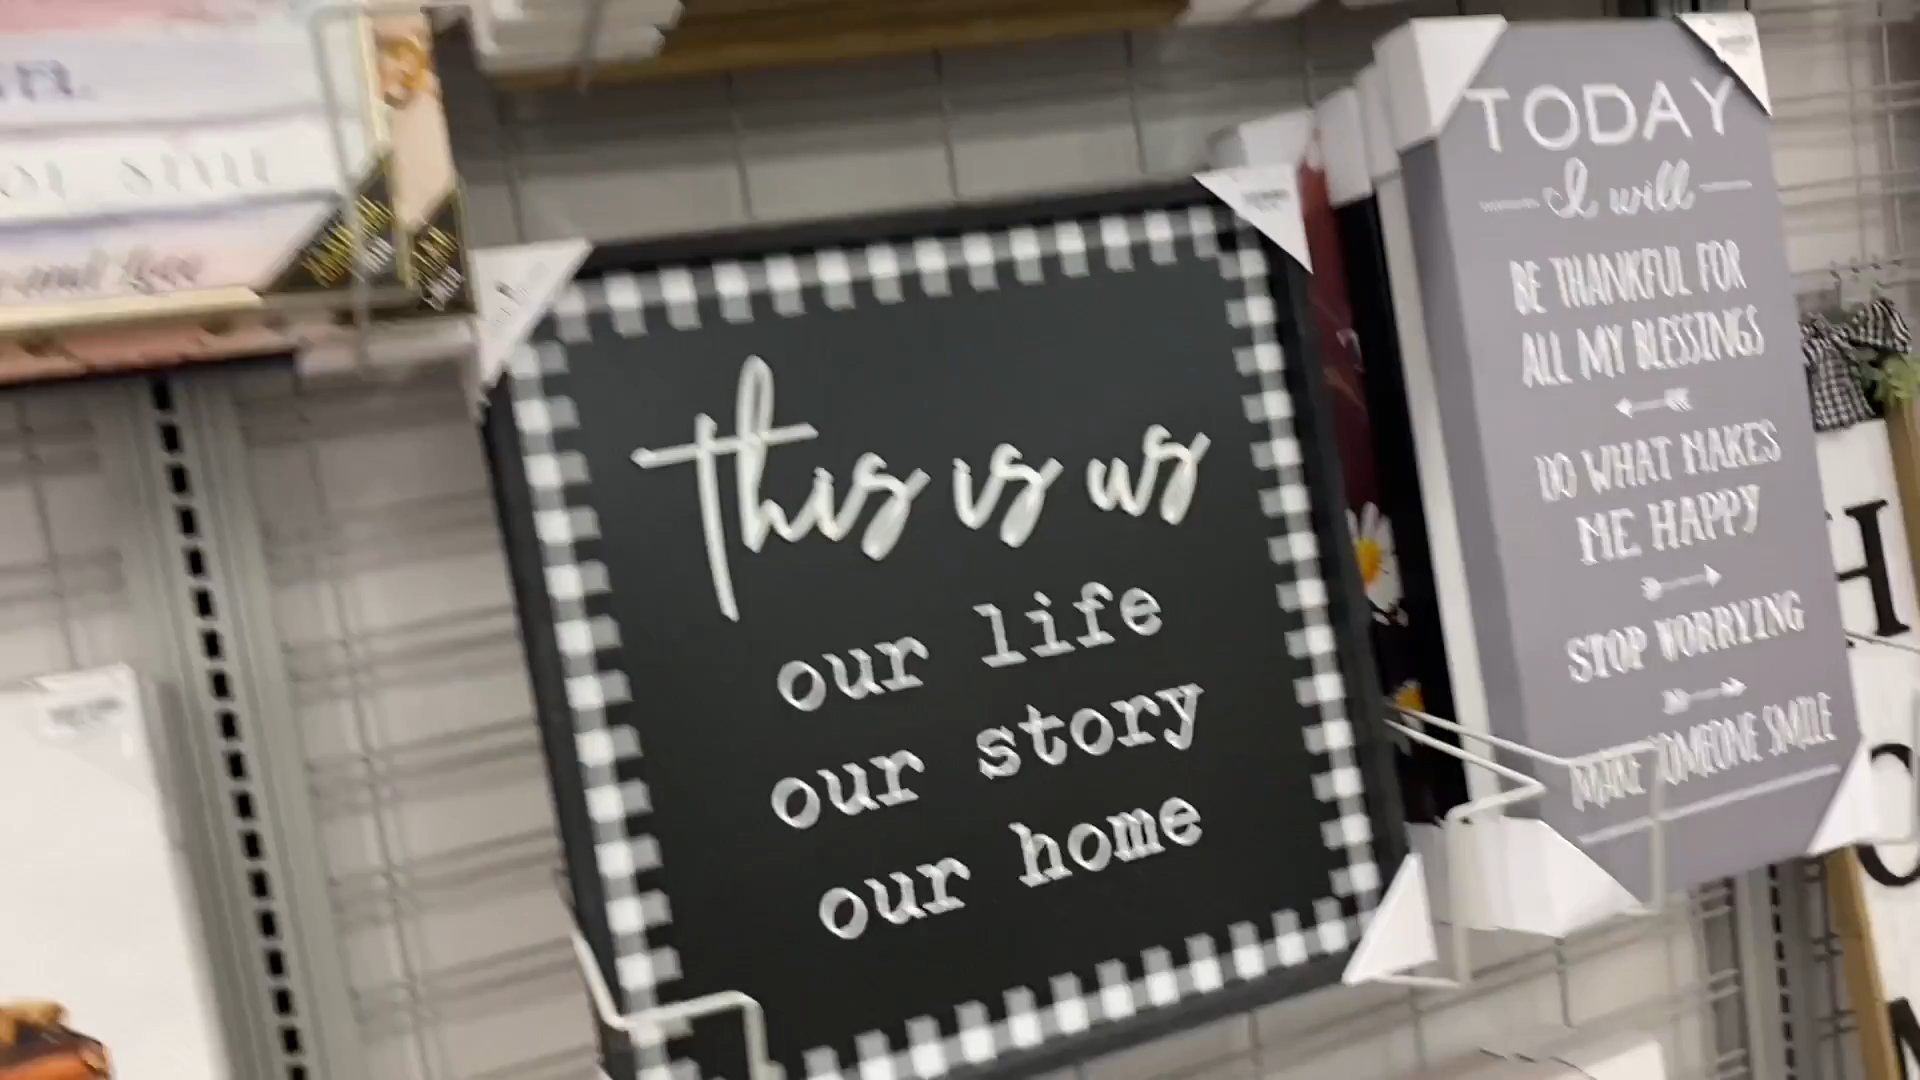 this is us
our life
our story
our home
TODAY
I will
BE THANKFUL FOR
ALL MY BLESSINGS
DO WHAT MAKES
ME HAPPY
STOP WORRYING
MAKE SOMEONE SMILE
H